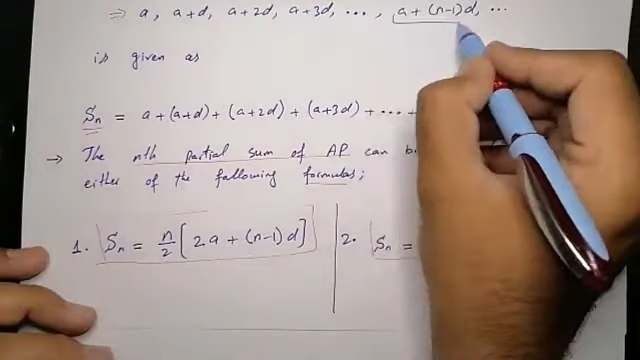 ⇒ a, a+d, a+2d, a+3d, ..., a+(n-1)d, ...
is given as
Sn = a+(a+d) + (a+2d) + (a+3d) + ... +
→ The nth partial sum of AP can
either of the following formulas;
1. Sn = n/2 [2a + (n-1)d]
2. Sn =